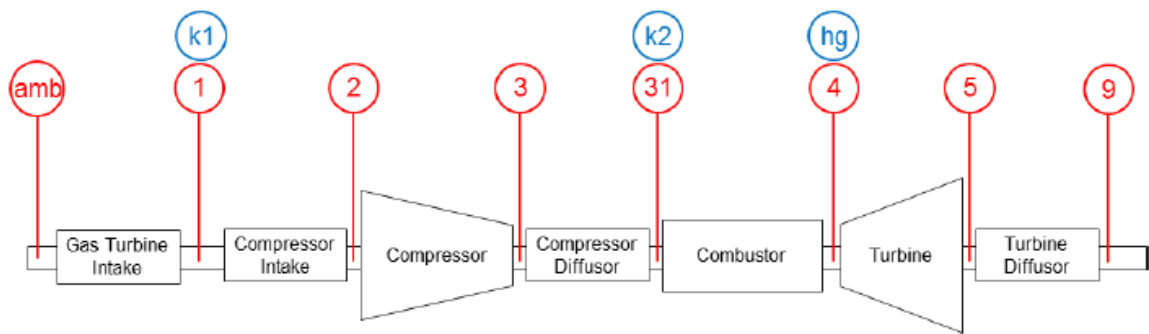 k1
k2
hg
amb
1
2
3
31
4
5
9
Gas Turbine
Intake
Compressor
Intake
Compressor
Compressor
Diffusor
Combustor
Turbine
Turbine
Diffusor